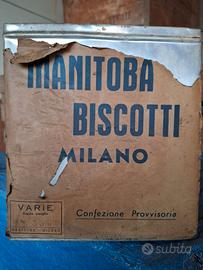 MANITOBA
BISCOTTI
MILANO
VARIE
Confezione Provvisoria
subito